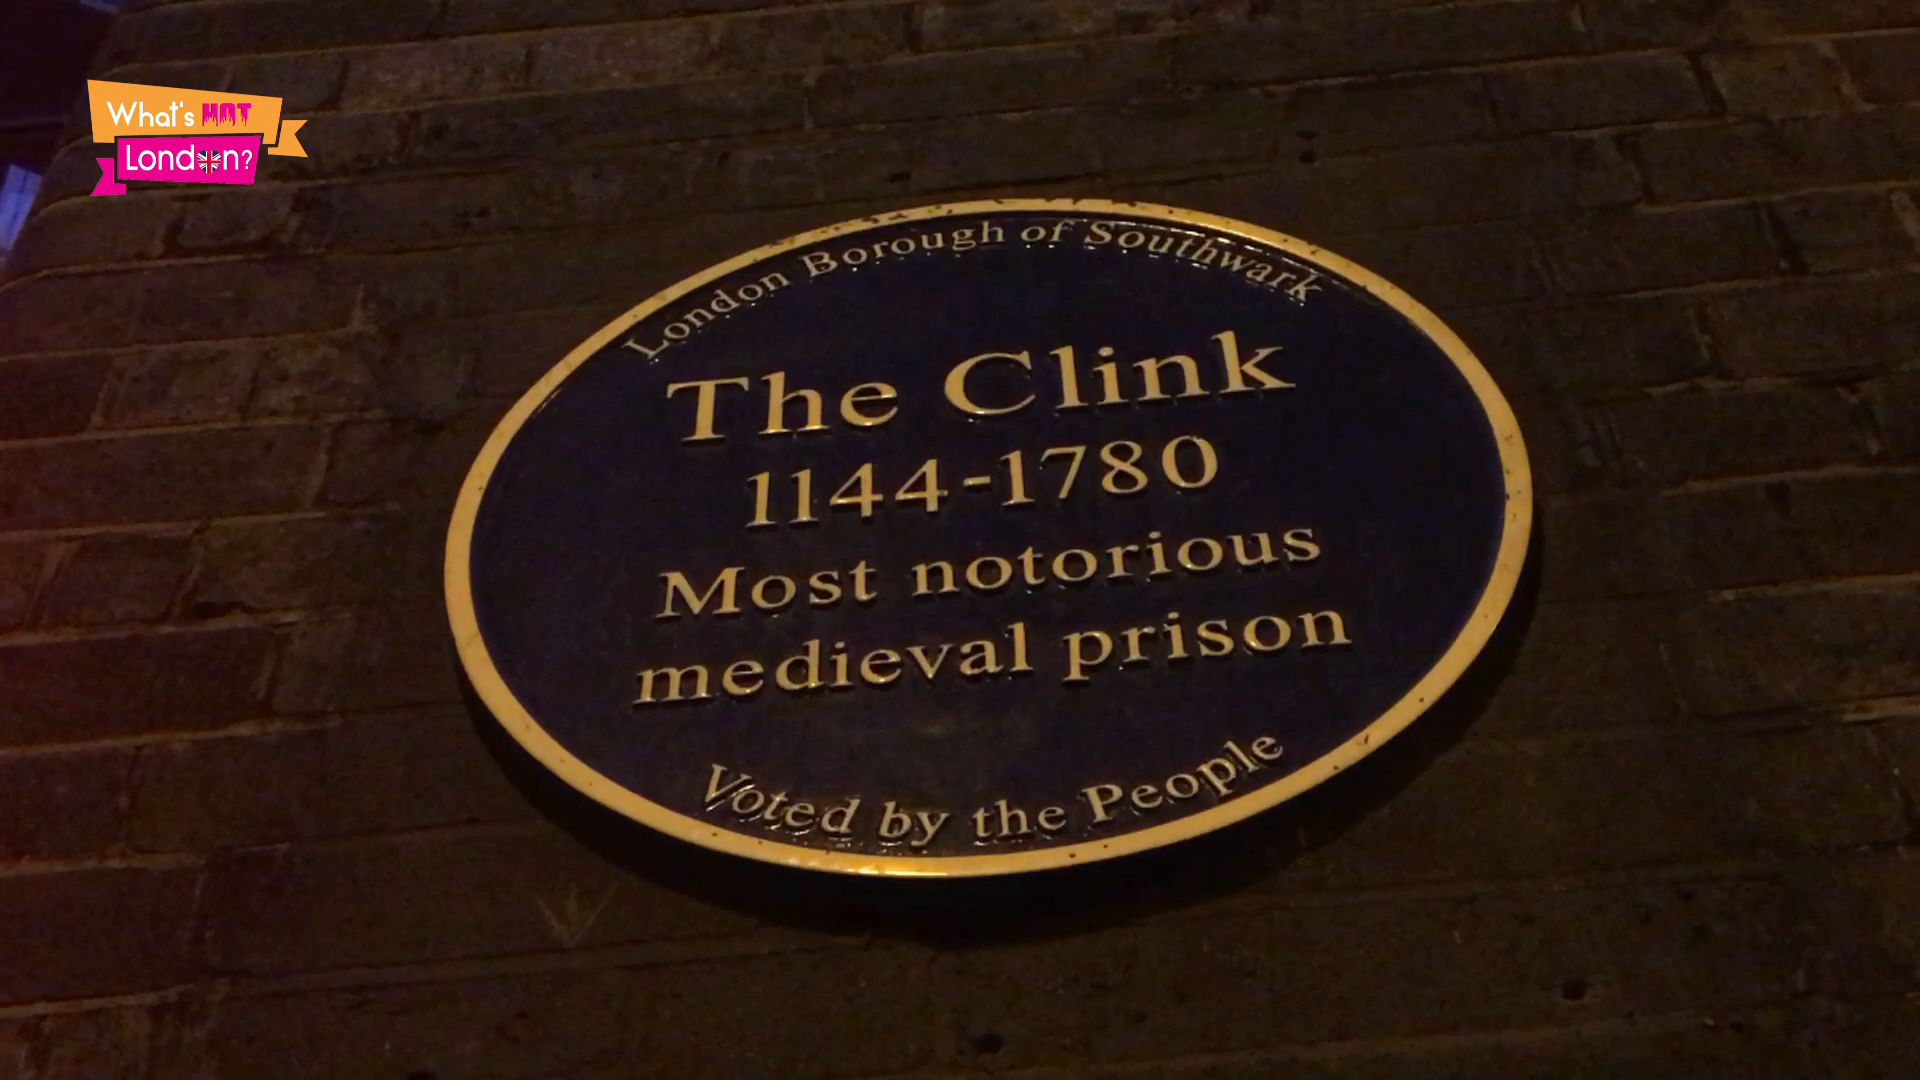 What's HOT
London?
London Borough of Southwark
The Clink
1144-1780
Most notorious
medieval prison
Voted by the People